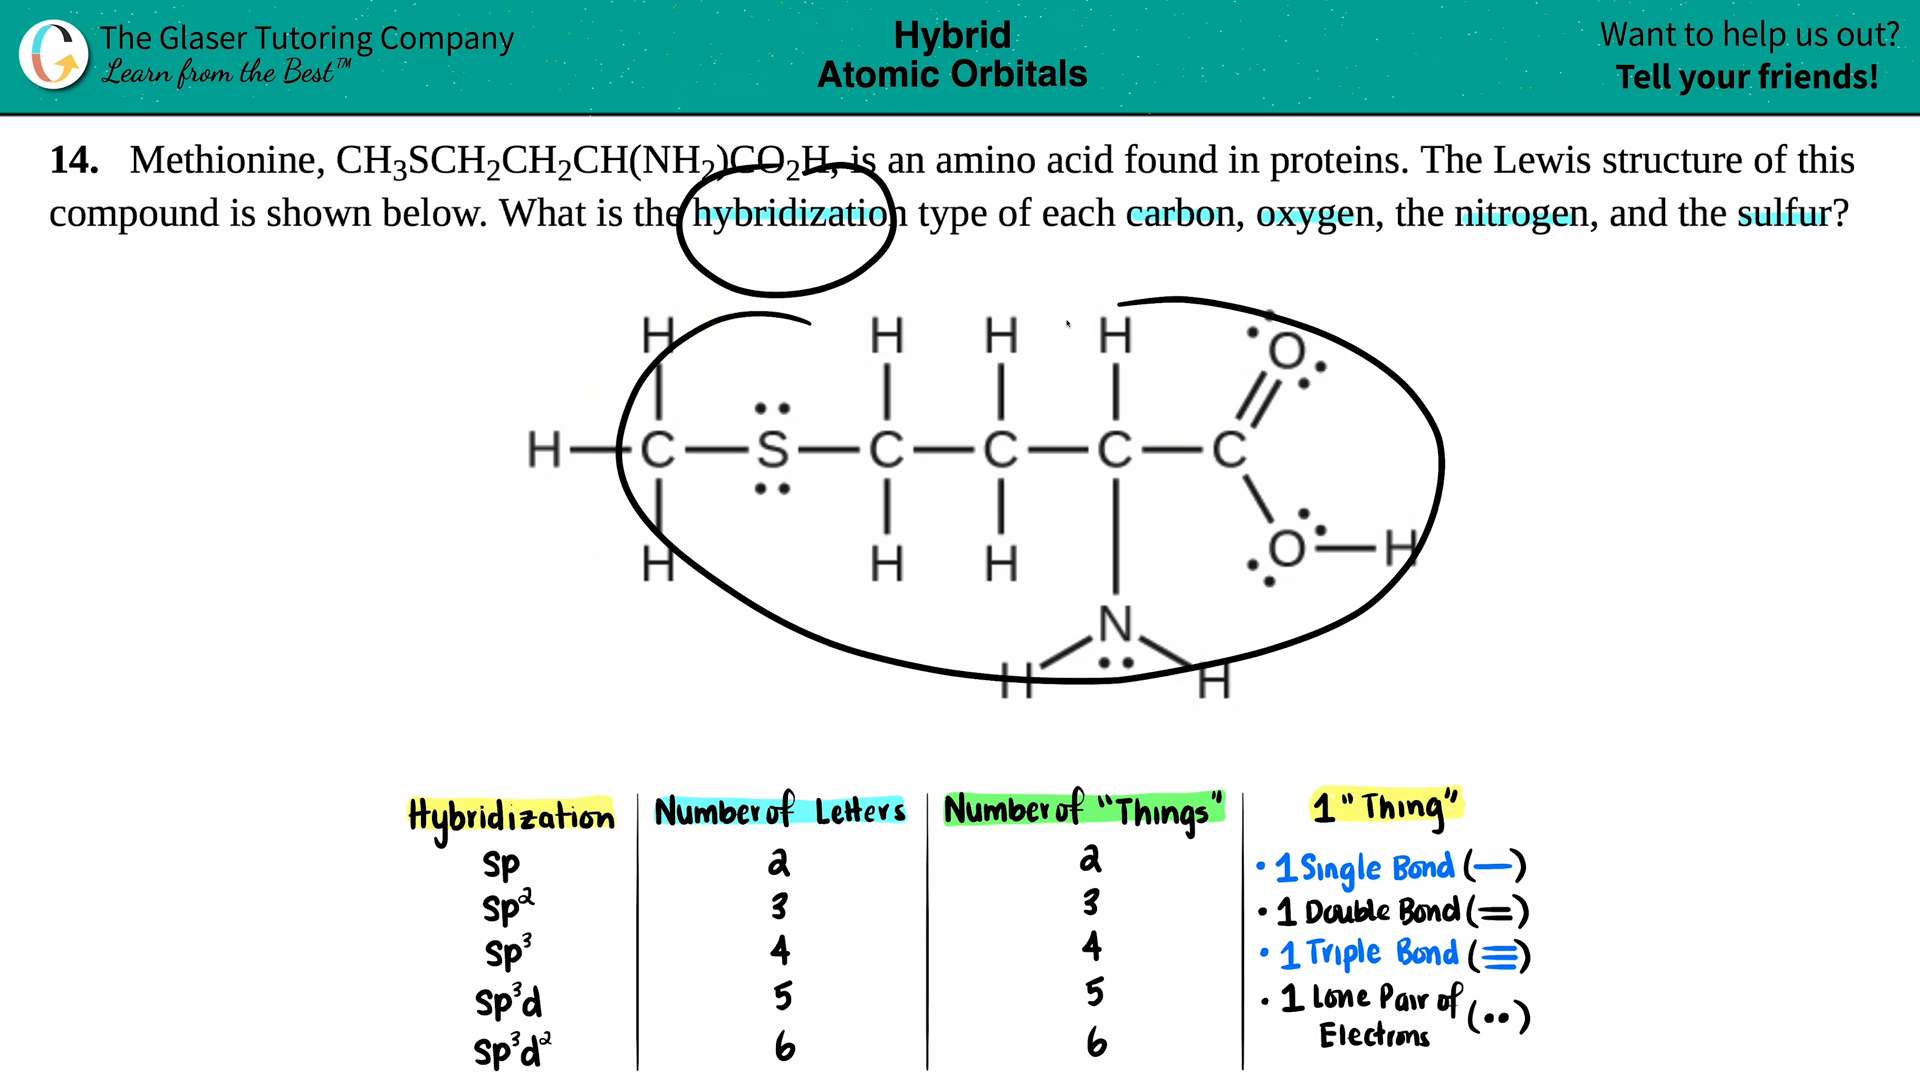 The Glaser Tutoring Company
Learn from the Best™
Hybrid
Atomic Orbitals
Want to help us out?
Tell your friends!
14. Methionine, CH₃SCH₂CH₂CH(NH₂)CO₂H, is an amino acid found in proteins. The Lewis structure of this
compound is shown below. What is the hybridization type of each carbon, oxygen, the nitrogen, and the sulfur?
H H H H O
H C S C C C C
O H
H H H
N
H H
Hybridization Number of Letters Number of "Things" 1 "Thing"
sp 2 2 • 1 Single Bond (—)
sp² 3 3 • 1 Double Bond (=)
sp³ 4 4 • 1 Triple Bond (≡)
sp³d 5 5 • 1 Lone Pair of Electrons (••)
sp³d² 6 6